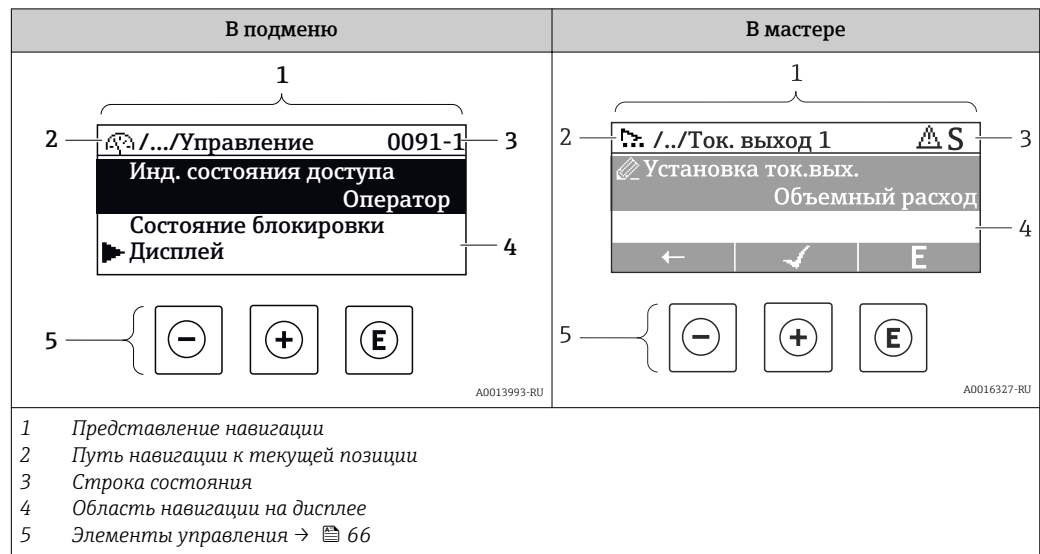 В подменю
В мастере
1
2
/.../Управление 0091-1
3
Инд. состояния доступа
Оператор
Состояние блокировки
Дисплей
4
5
E
A0013993-RU
1
2
/../Ток. выход 1 S
3
Установка ток.вых.
Объемный расход
4
E
5
E
A0016327-RU
1 Представление навигации
2 Путь навигации к текущей позиции
3 Строка состояния
4 Область навигации на дисплее
5 Элементы управления → 66